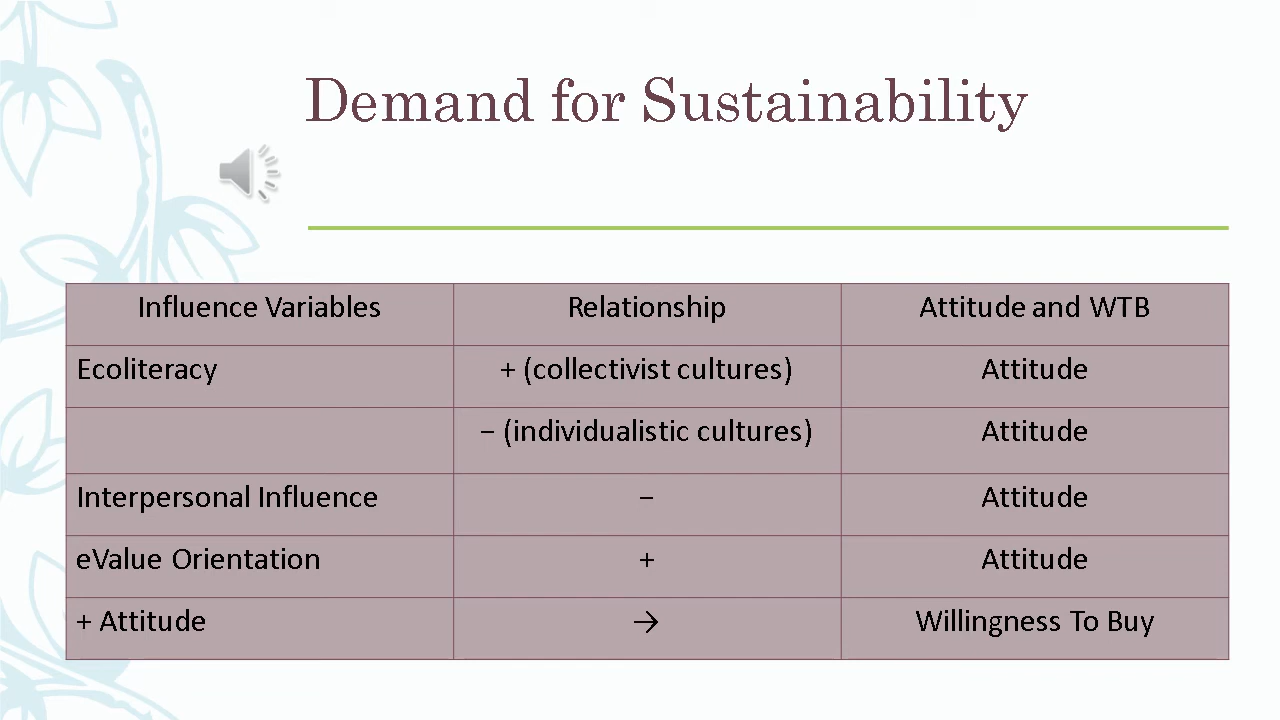 Demand for Sustainability
Influence Variables Relationship Attitude and WTB
Ecoliteracy + (collectivist cultures) Attitude
− (individualistic cultures) Attitude
Interpersonal Influence − Attitude
eValue Orientation + Attitude
+ Attitude → Willingness To Buy